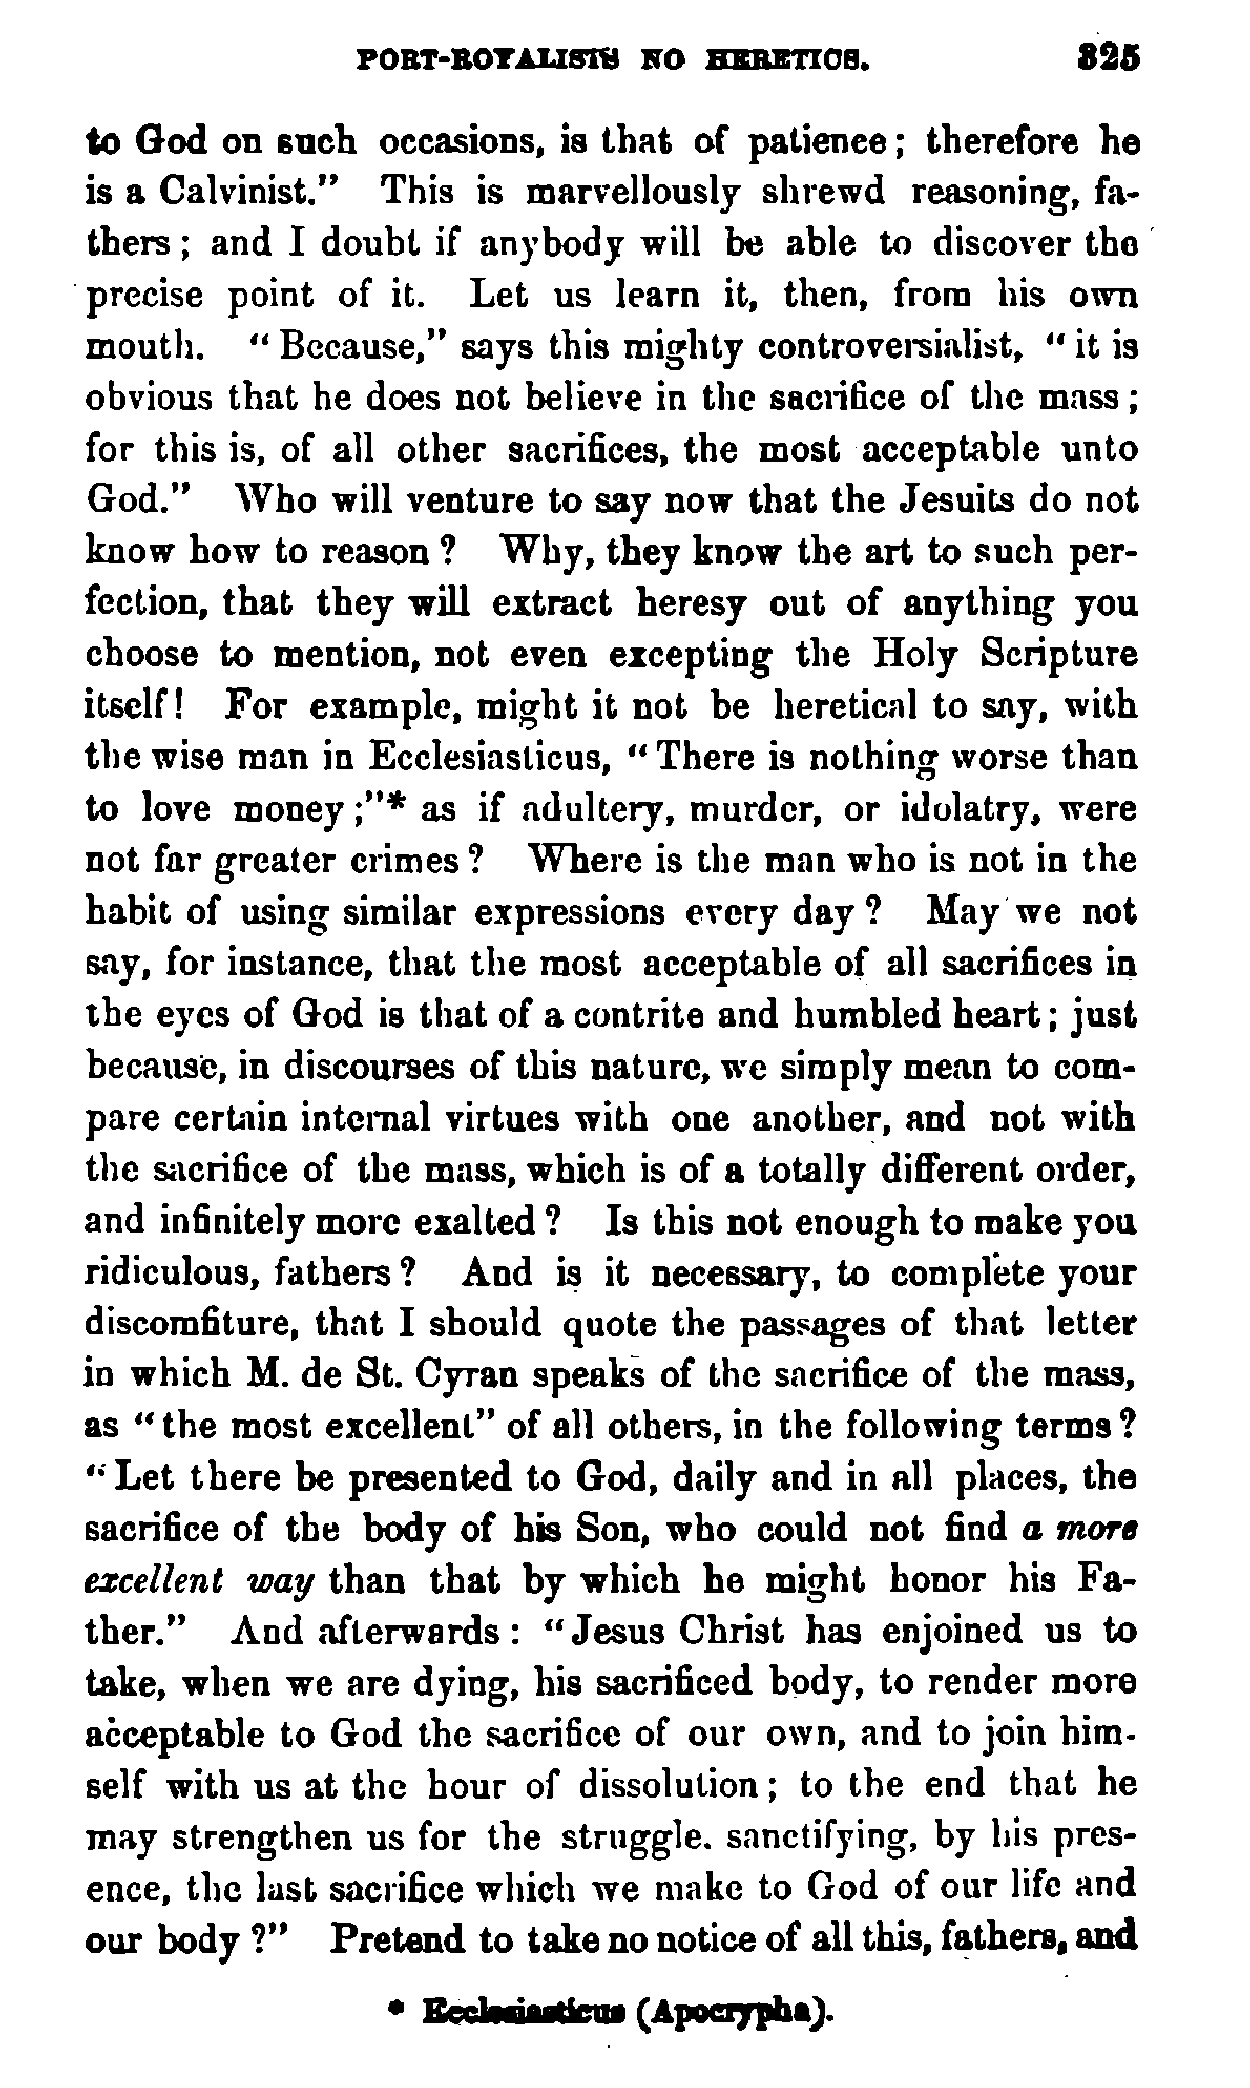 PORT-ROYALISTS NO HERETICS. 325
to God on such occasions, is that of patience; therefore he
is a Calvinist." This is marvellously shrewd reasoning, fa-
thers; and I doubt if anybody will be able to discover the
precise point of it. Let us learn it, then, from his own
mouth. "Because," says this mighty controversialist, "it is
obvious that he does not believe in the sacrifice of the mass;
for this is, of all other sacrifices, the most acceptable unto
God." Who will venture to say now that the Jesuits do not
know how to reason? Why, they know the art to such per-
fection, that they will extract heresy out of anything you
choose to mention, not even excepting the Holy Scripture
itself! For example, might it not be heretical to say, with
the wise man in Ecclesiasticus, "There is nothing worse than
to love money;"* as if adultery, murder, or idolatry, were
not far greater crimes? Where is the man who is not in the
habit of using similar expressions every day? May we not
say, for instance, that the most acceptable of all sacrifices in
the eyes of God is that of a contrite and humbled heart; just
because, in discourses of this nature, we simply mean to com-
pare certain internal virtues with one another, and not with
the sacrifice of the mass, which is of a totally different order,
and infinitely more exalted? Is this not enough to make you
ridiculous, fathers? And is it necessary, to complete your
discomfiture, that I should quote the passages of that letter
in which M. de St. Cyran speaks of the sacrifice of the mass,
as "the most excellent" of all others, in the following terms?
"Let there be presented to God, daily and in all places, the
sacrifice of the body of his Son, who could not find a more
excellent way than that by which he might honor his Fa-
ther." And afterwards: "Jesus Christ has enjoined us to
take, when we are dying, his sacrificed body, to render more
acceptable to God the sacrifice of our own, and to join him-
self with us at the hour of dissolution; to the end that he
may strengthen us for the struggle. sanctifying, by his pres-
ence, the last sacrifice which we make to God of our life and
our body?" Pretend to take no notice of all this, fathers, and
* Ecclesiasticus (Apocrypha).